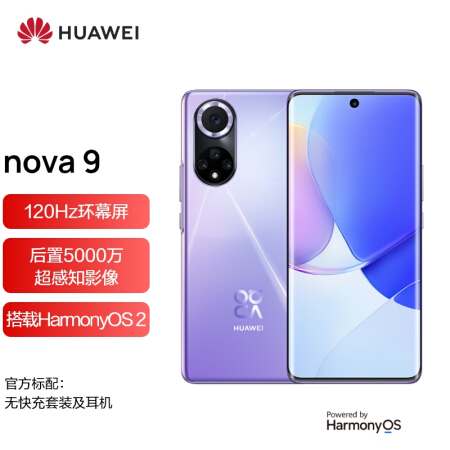 HUAWEI
nova 9
120Hz环幕屏
后置5000万
超感知影像
搭载HarmonyOS 2
官方标配：
无快充套装及耳机
HUAWEI
Powered by
HarmonyOS